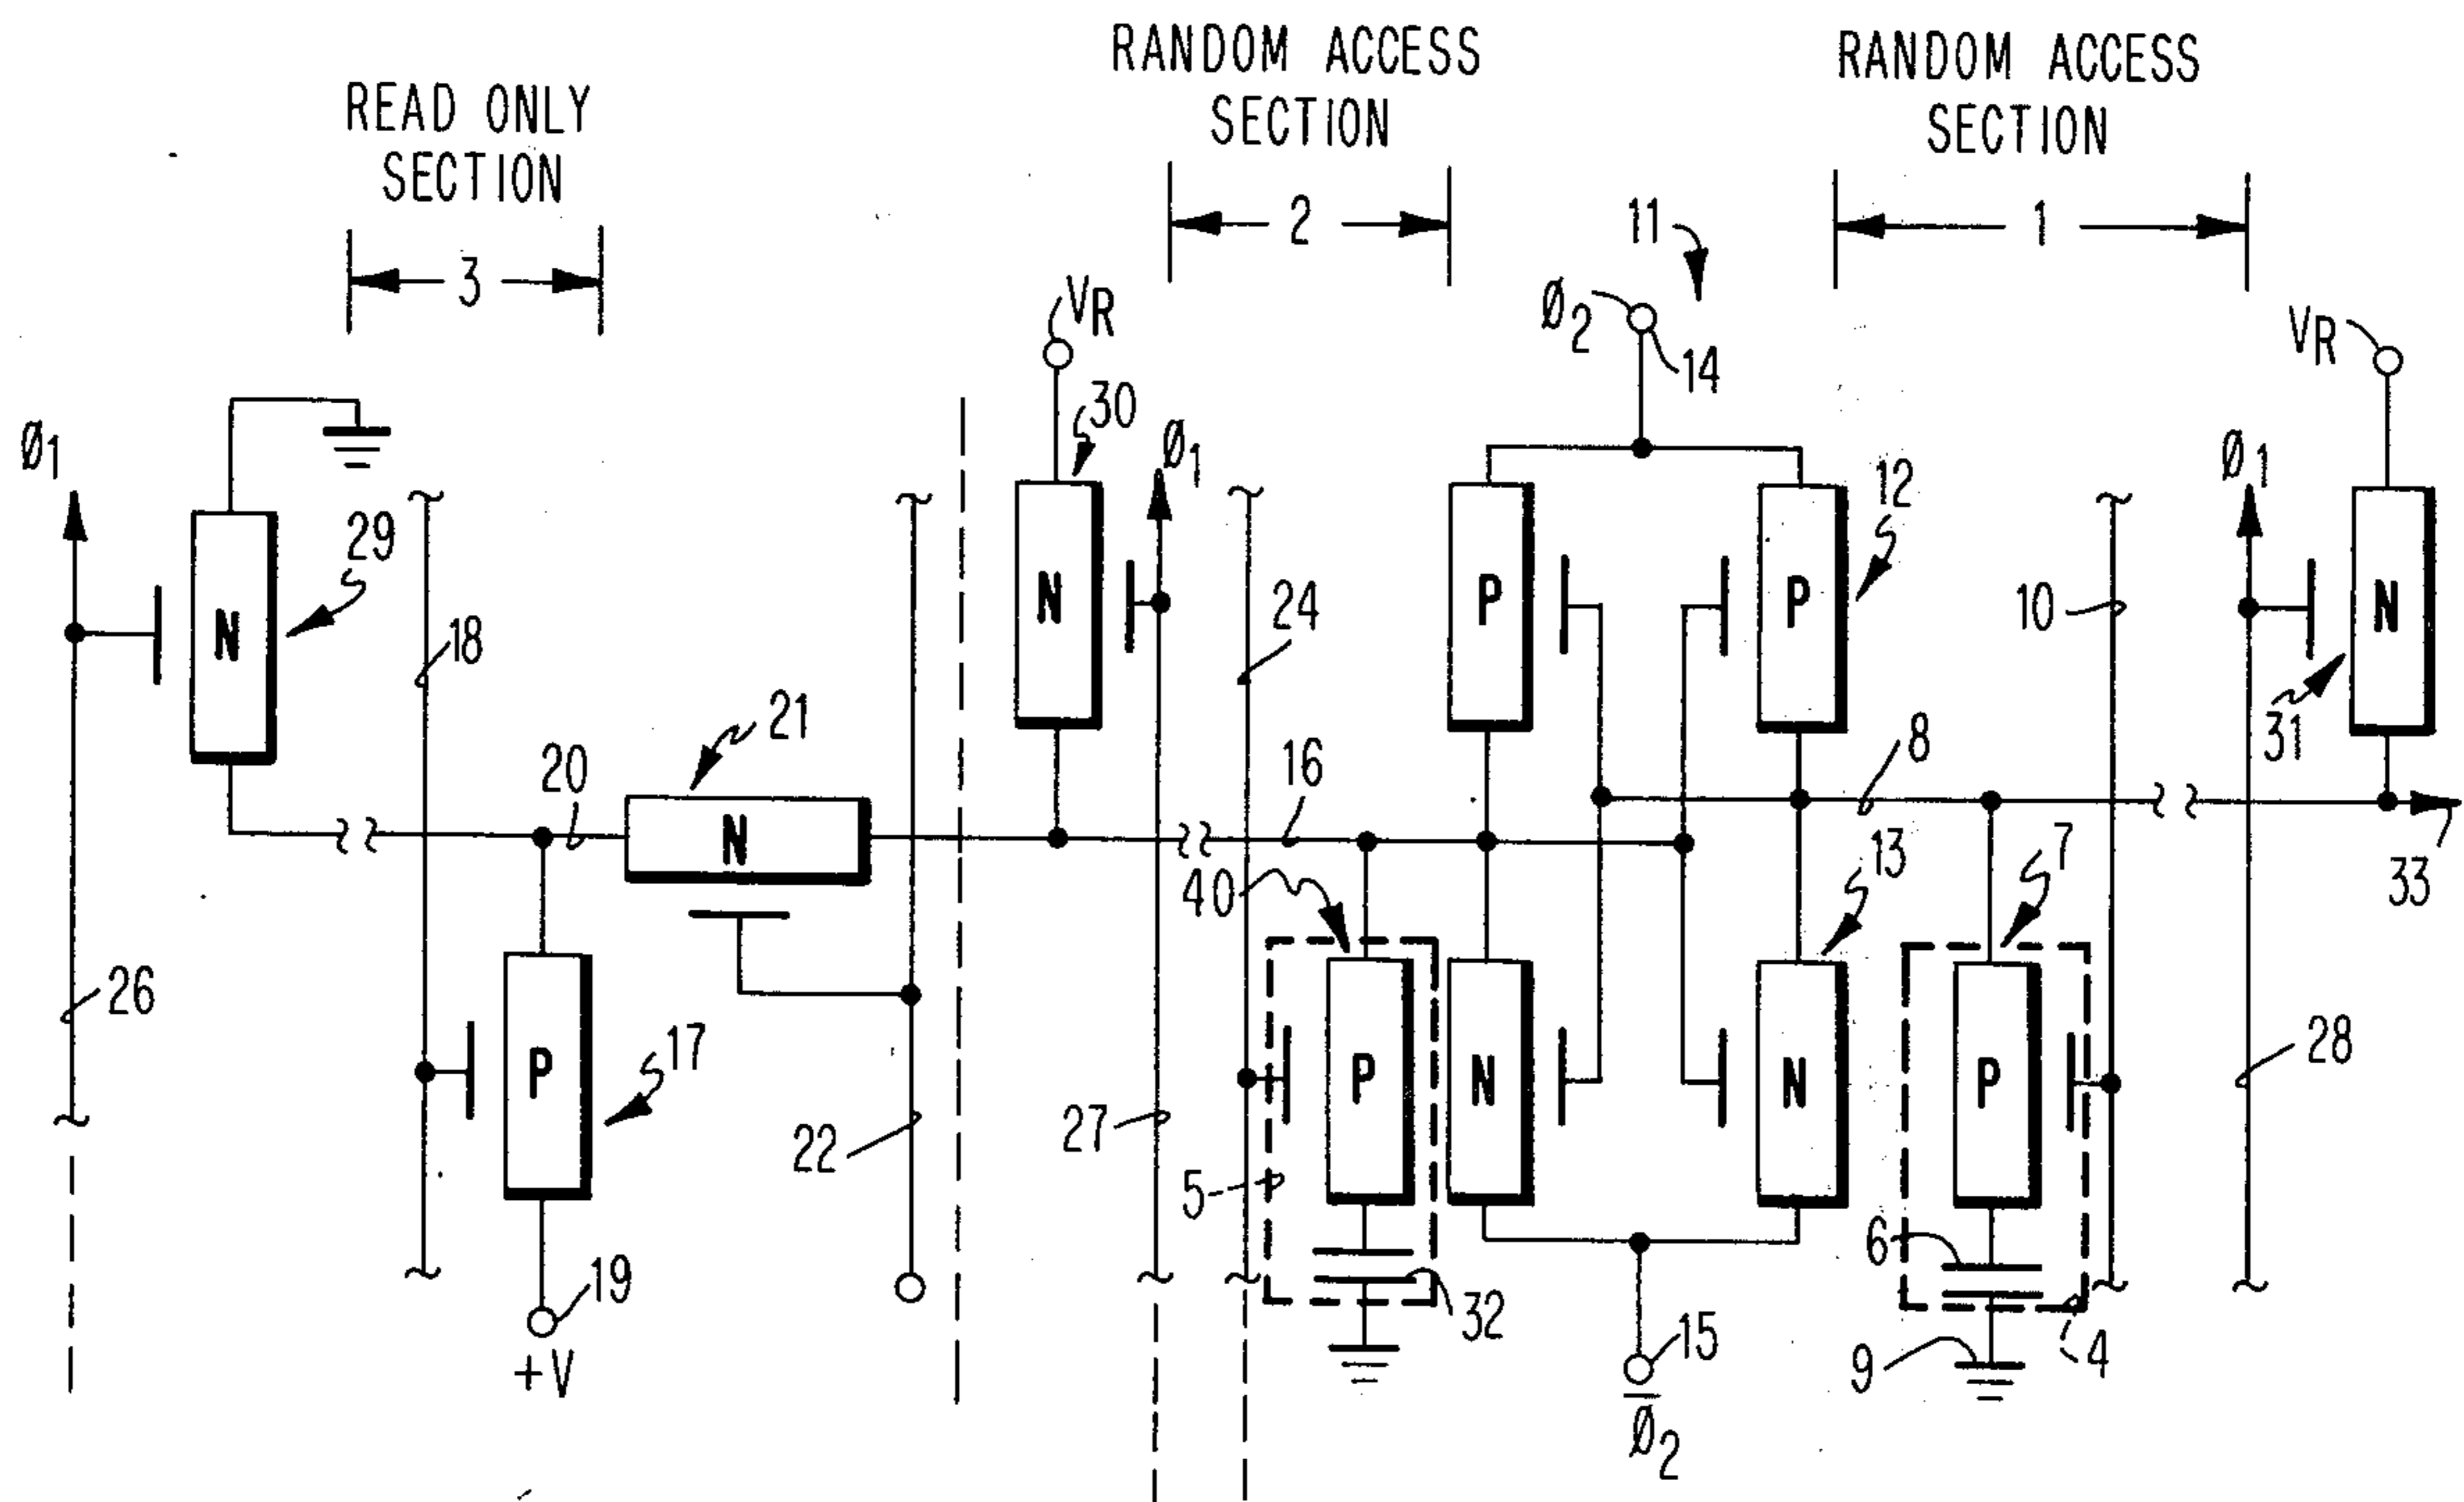 READ ONLY
SECTION
RANDOM ACCESS
SECTION
RANDOM ACCESS
SECTION
3
2
11
1
VR
Ø2
14
VR
Ø1
30
Ø1
12
Ø1
29
N
18
N
24
P
P
10
N
31
21
20
N
16
8
40
13
7
33
26
17
P
22
27
5
P
N
N
P
28
6
19
+V
32
15
Ø̅2
9
4